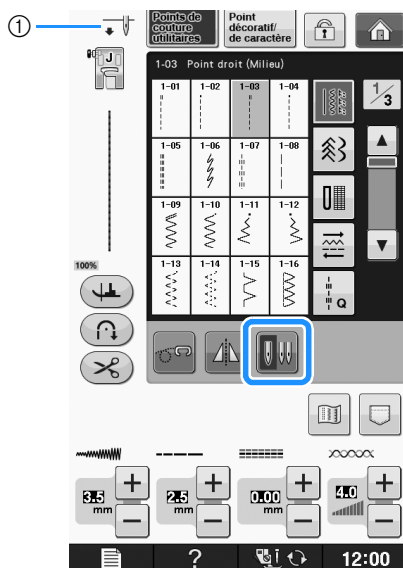 ①
Points de couture utilitaires
Point décoratif/ de caractère
J
1-03 Point droit (Milieu)
1-01 1-02 1-03 1-04
1/3
1-05 1-06 1-07 1-08
1-09 1-10 1-11 1-12
1-13 1-14 1-15 1-16
Q
100%
3.5 mm + −
2.5 mm + −
0.00 mm + −
4.0 + −
? 12:00